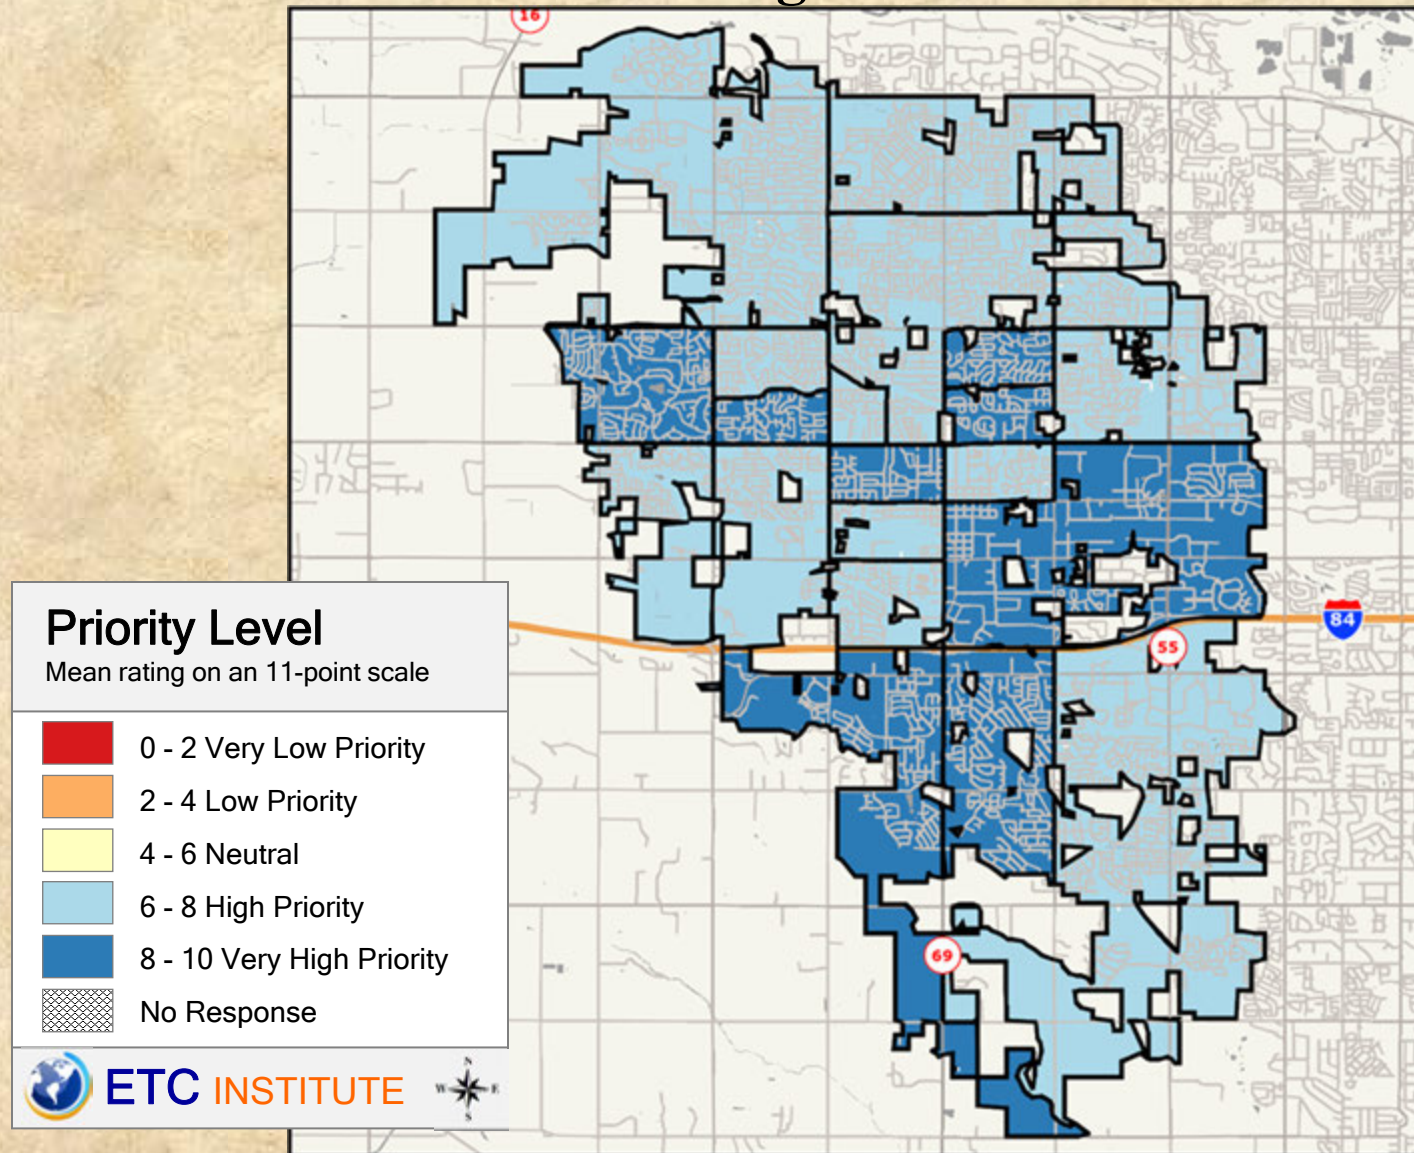 16
84
55
69
Priority Level
Mean rating on an 11-point scale
0 - 2 Very Low Priority
2 - 4 Low Priority
4 - 6 Neutral
6 - 8 High Priority
8 - 10 Very High Priority
No Response
ETC INSTITUTE
N
W E
S